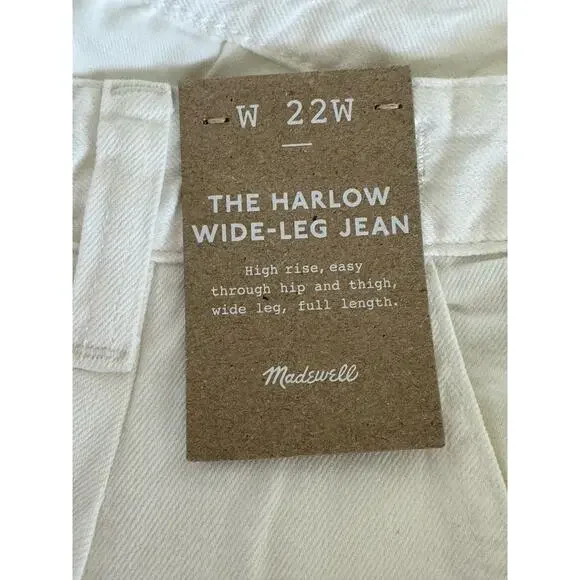 W 22W
THE HARLOW
WIDE-LEG JEAN
High rise, easy
through hip and thigh,
wide leg, full length.
Madewell